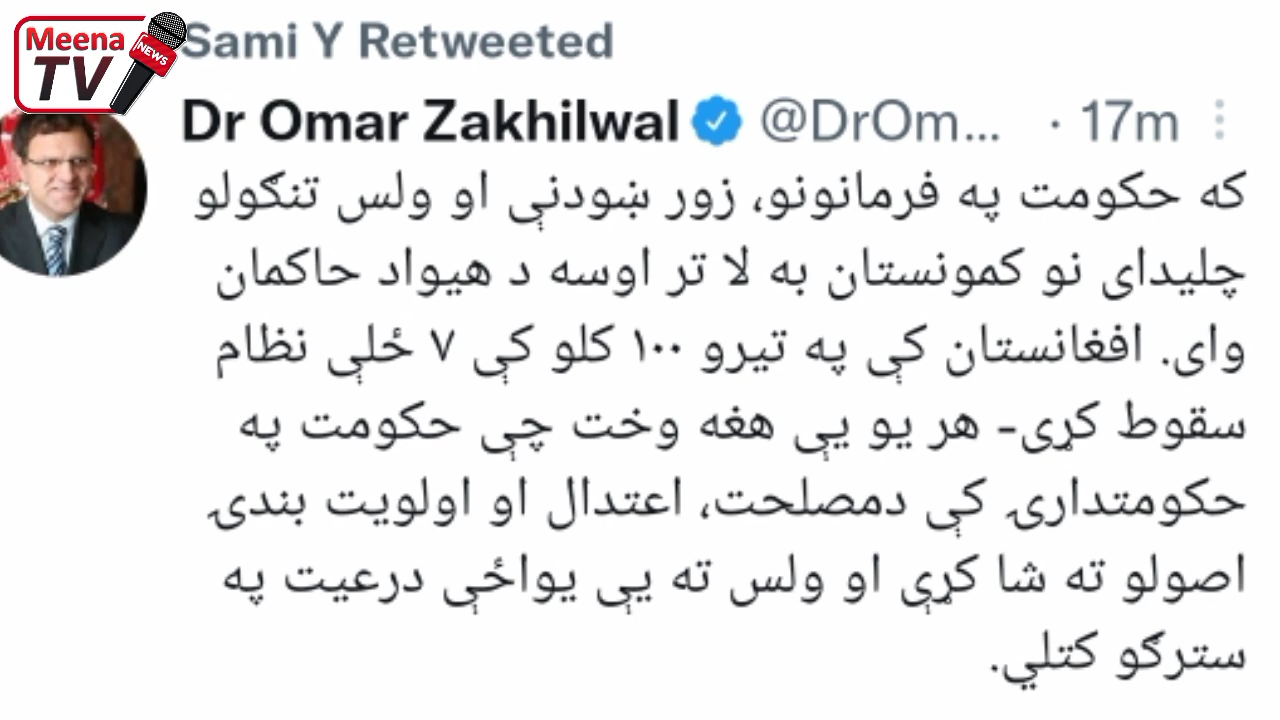 Meena
TV
NEWS
Sami Y Retweeted
Dr Omar Zakhilwal @DrOm... · 17m
که حکومت په فرمانونو، زور ښودنې او ولس تنګولو
چلیدای نو کمونستان به لا تر اوسه د هیواد حاکمان
وای. افغانستان کې په تیرو ۱۰۰ کلو کې ۷ ځلې نظام
سقوط کړی- هر یو یې هغه وخت چې حکومت په
حکومتدارۍ کې دمصلحت، اعتدال او اولویت بندۍ
اصولو ته شا کړې او ولس ته یې یواځې درعیت په
سترګو کتلي.